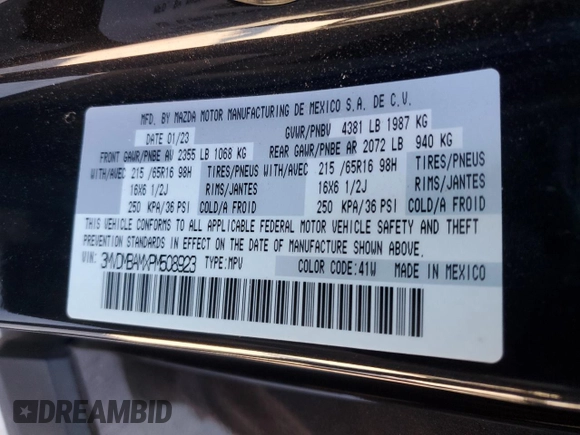 MFD. BY MAZDA MOTOR MANUFACTURING DE MEXICO S.A. DE C.V.
DATE 01/23 GVWR/PNBV 4381 LB 1987 KG
FRONT GAWR/PNBE AV 2355 LB 1068 KG REAR GAWR/PNBE AR 2072 LB 940 KG
WITH/AVEC 215 /65R16 98H TIRES/PNEUS WITH/AVEC 215 /65R16 98H TIRES/PNEUS
16X6 1/2J RIMS/JANTES 16X6 1/2J RIMS/JANTES
250 KPA/36 PSI COLD/A FROID 250 KPA/36 PSI COLD/A FROID
THIS VEHICLE CONFORMS TO ALL APPLICABLE FEDERAL MOTOR VEHICLE SAFETY AND THEFT
PREVENTION STANDARDS IN EFFECT ON THE DATE OF MANUFACTURE SHOWN ABOVE.
VIN: 3MVDMBAMXPM508923 TYPE:MPV COLOR CODE:41W MADE IN MEXICO
DREAMBID